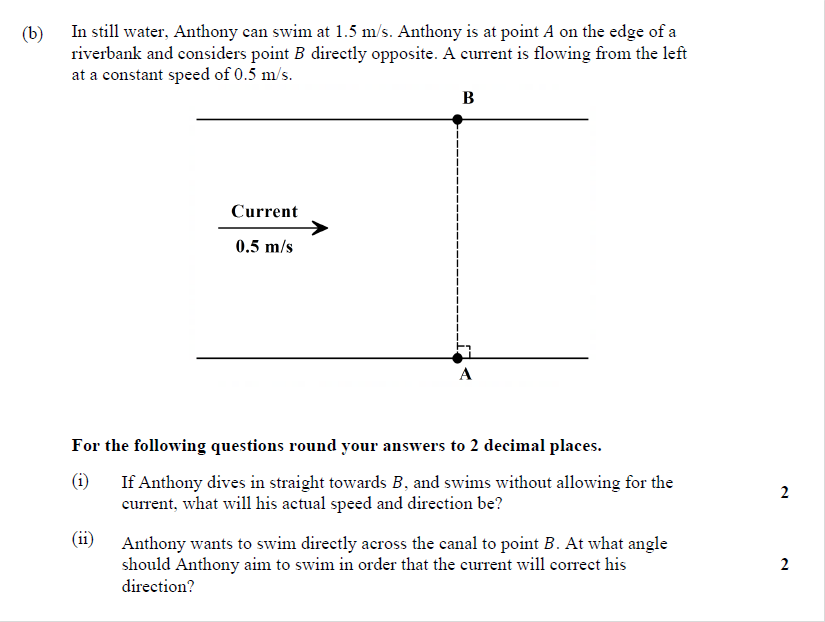 (b) In still water, Anthony can swim at 1.5 m/s. Anthony is at point A on the edge of a
riverbank and considers point B directly opposite. A current is flowing from the left
at a constant speed of 0.5 m/s.
B
Current
0.5 m/s
A
For the following questions round your answers to 2 decimal places.
(i) If Anthony dives in straight towards B, and swims without allowing for the
current, what will his actual speed and direction be?
2
(ii) Anthony wants to swim directly across the canal to point B. At what angle
should Anthony aim to swim in order that the current will correct his
2
direction?